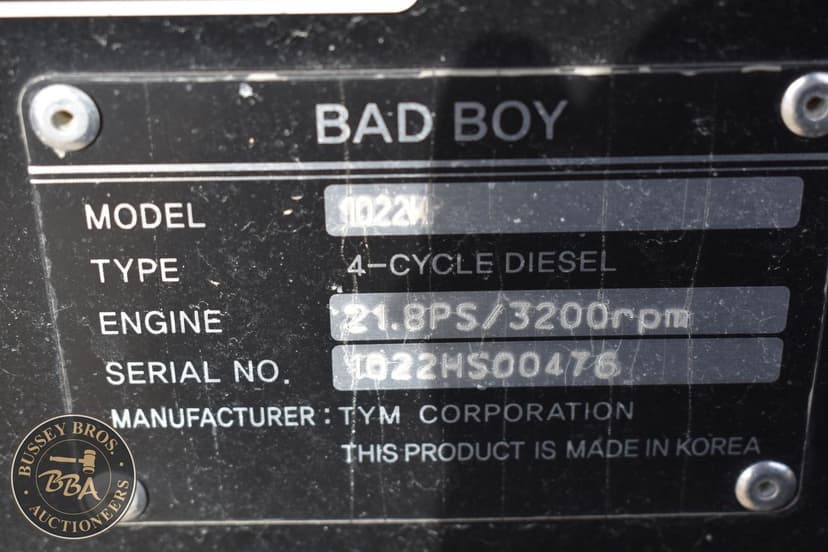 BAD BOY
MODEL 1022H
TYPE 4-CYCLE DIESEL
ENGINE 21.8PS/3200rpm
SERIAL NO. 1022HS00476
MANUFACTURER : TYM CORPORATION
THIS PRODUCT IS MADE IN KOREA
BUSSEY BROS.
BBA
AUCTIONEERS